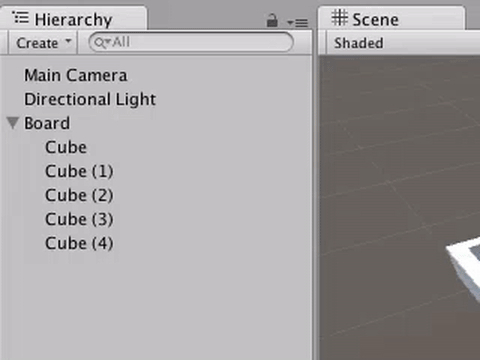 Hierarchy
Create
All
Main Camera
Directional Light
Board
Cube
Cube (1)
Cube (2)
Cube (3)
Cube (4)
Scene
Shaded